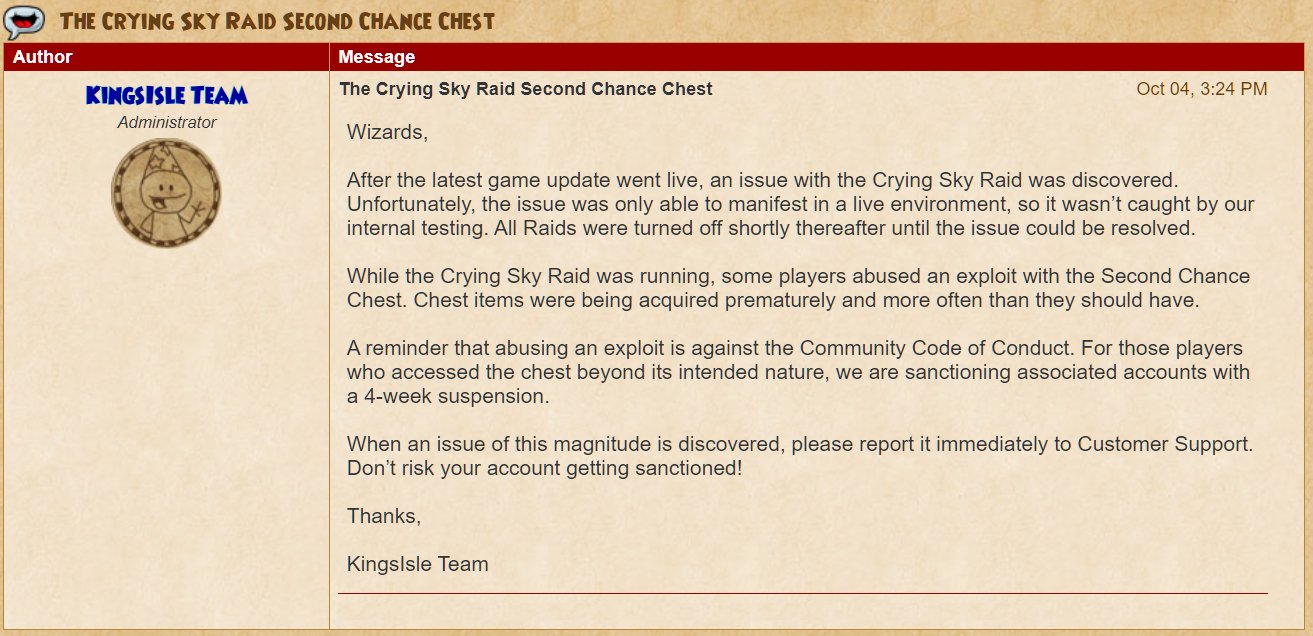 The Crying Sky Raid Second Chance Chest
Author
Message
KingsIsle Team
Administrator
The Crying Sky Raid Second Chance Chest
Oct 04, 3:24 PM
Wizards,
After the latest game update went live, an issue with the Crying Sky Raid was discovered.
Unfortunately, the issue was only able to manifest in a live environment, so it wasn’t caught by our
internal testing. All Raids were turned off shortly thereafter until the issue could be resolved.
While the Crying Sky Raid was running, some players abused an exploit with the Second Chance
Chest. Chest items were being acquired prematurely and more often than they should have.
A reminder that abusing an exploit is against the Community Code of Conduct. For those players
who accessed the chest beyond its intended nature, we are sanctioning associated accounts with
a 4-week suspension.
When an issue of this magnitude is discovered, please report it immediately to Customer Support.
Don’t risk your account getting sanctioned!
Thanks,
KingsIsle Team